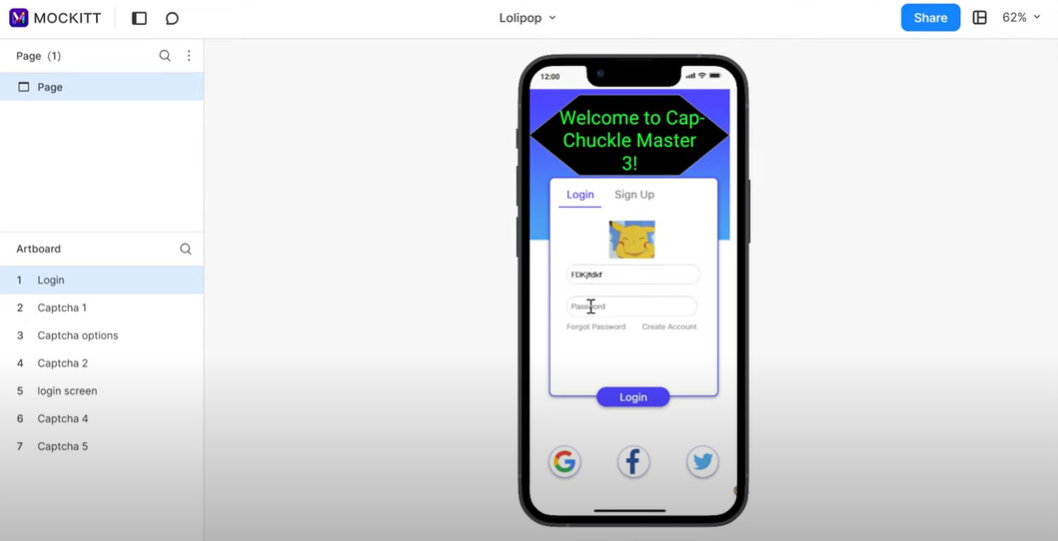 MOCKITT
Lolipop
Share
62%
Page (1)
Page
Artboard
1 Login
2 Captcha 1
3 Captcha options
4 Captcha 2
5 login screen
6 Captcha 4
7 Captcha 5
12:00
Welcome to Cap-
Chuckle Master
3!
Login Sign Up
Password
Forgot Password Create Account
Login